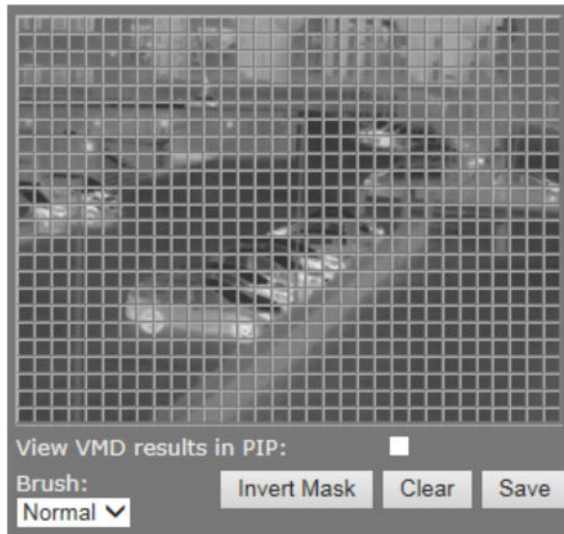 View VMD results in PIP:
Brush:
Normal
Invert Mask
Clear
Save